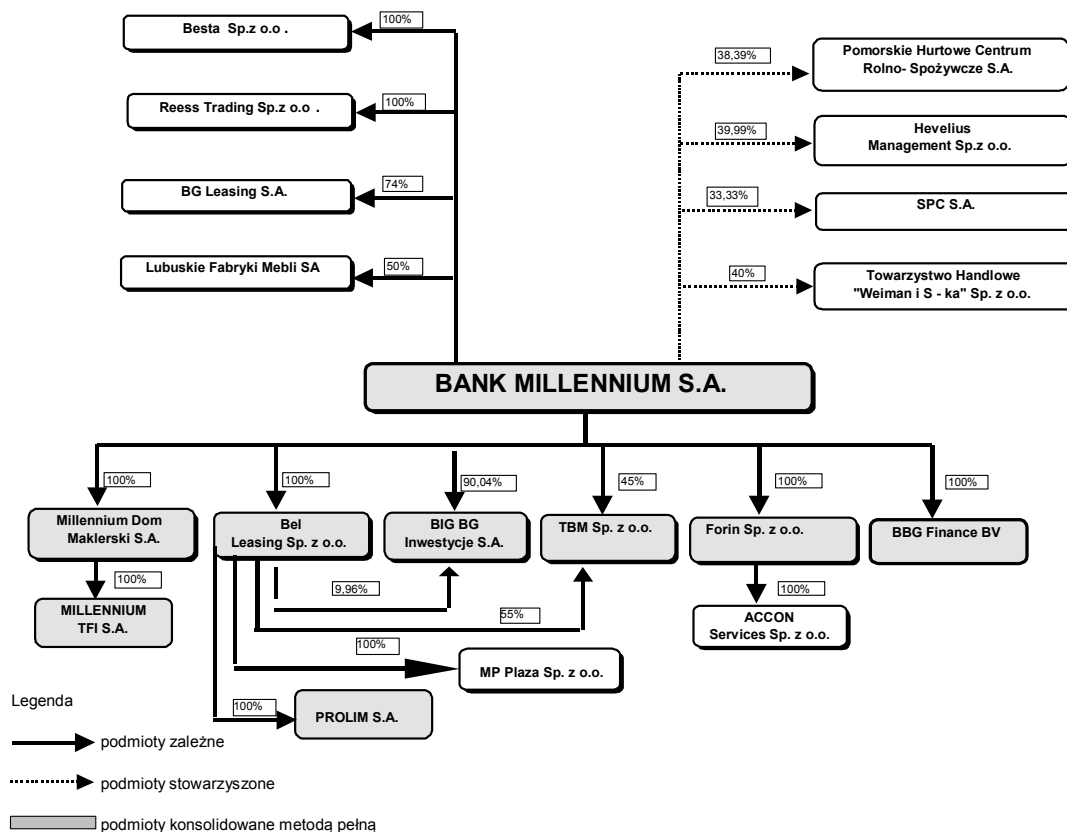 100%
Besta Sp.z o.o .
100%
Reess Trading Sp.z o.o .
74%
BG Leasing S.A.
50%
Lubuskie Fabryki Mebli SA
38,39%
Pomorskie Hurtowe Centrum
Rolno- Spożywcze S.A.
39,99%
Hevelius
Management Sp.z o.o.
33,33%
SPC S.A.
40%
Towarzystwo Handlowe
"Weiman i S - ka" Sp. z o.o.
BANK MILLENNIUM S.A.
100%
100%
90,04%
45%
100%
100%
Millennium Dom
Maklerski S.A.
Bel
Leasing Sp. z o.o.
BIG BG
Inwestycje S.A.
TBM Sp. z o.o.
Forin Sp. z o.o.
BBG Finance BV
100%
MILLENNIUM
TFI S.A.
9,96%
55%
100%
ACCON
Services Sp. z o.o.
100%
MP Plaza Sp. z o.o.
100%
PROLIM S.A.
Legenda
podmioty zależne
podmioty stowarzyszone
podmioty konsolidowane metodą pełną